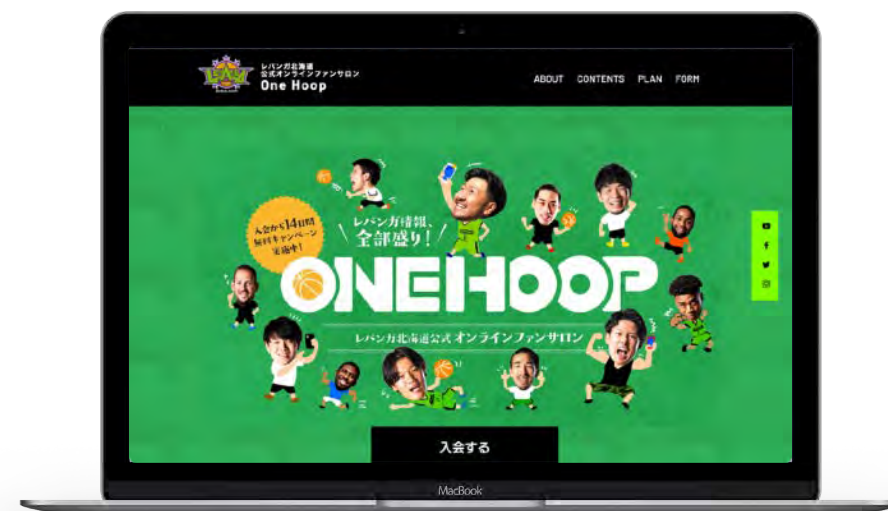 レバンガ北海道
公式オンラインファンサロン
One Hoop
ABOUT CONTENTS PLAN FORM
入会から14日間
無料キャンペーン
実施中!
レバンガ情報、
全部盛り!
ONEHOOP
レバンガ北海道公式オンラインファンサロン
入会する
MacBook